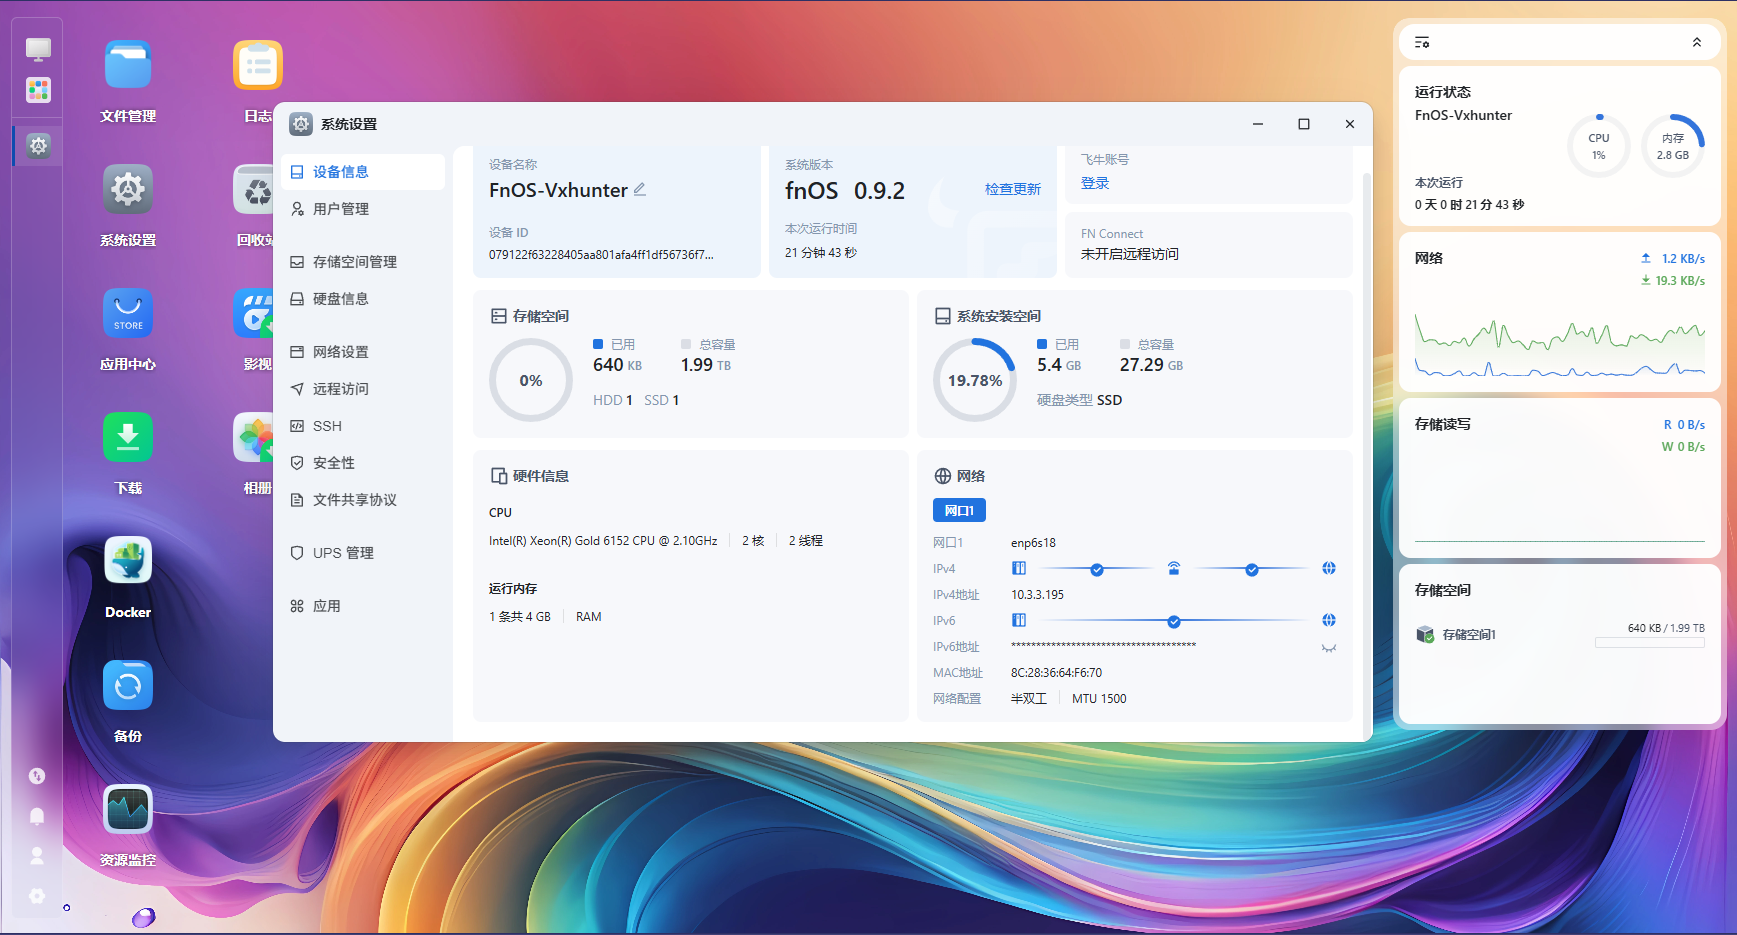 文件管理
日志
系统设置
回收站
STORE
应用中心
影视
下载
相册
Docker
备份
资源监控
系统设置
设备信息
用户管理
存储空间管理
硬盘信息
网络设置
远程访问
SSH
安全性
文件共享协议
UPS 管理
应用
设备名称
FnOS-Vxhunter
设备 ID
079122f63228405aa801afa4ff1df56736f7...
系统版本
fnOS 0.9.2
检查更新
本次运行时间
21 分钟 43 秒
飞牛账号
登录
FN Connect
未开启远程访问
存储空间
0%
已用 总容量
640 KB 1.99 TB
HDD 1 SSD 1
系统安装空间
19.78%
已用 总容量
5.4 GB 27.29 GB
硬盘类型 SSD
硬件信息
CPU
Intel(R) Xeon(R) Gold 6152 CPU @ 2.10GHz 2 核 2 线程
运行内存
1 条共 4 GB RAM
网络
网口1
网口1 enp6s18
IPv4
IPv4地址 10.3.3.195
IPv6
IPv6地址 *************************************
MAC地址 8C:28:36:64:F6:70
网络配置 半双工 MTU 1500
运行状态
FnOS-Vxhunter
CPU
1%
内存
2.8 GB
本次运行
0 天 0 时 21 分 43 秒
网络
1.2 KB/s
19.3 KB/s
存储读写
R 0 B/s
W 0 B/s
存储空间
存储空间1
640 KB / 1.99 TB